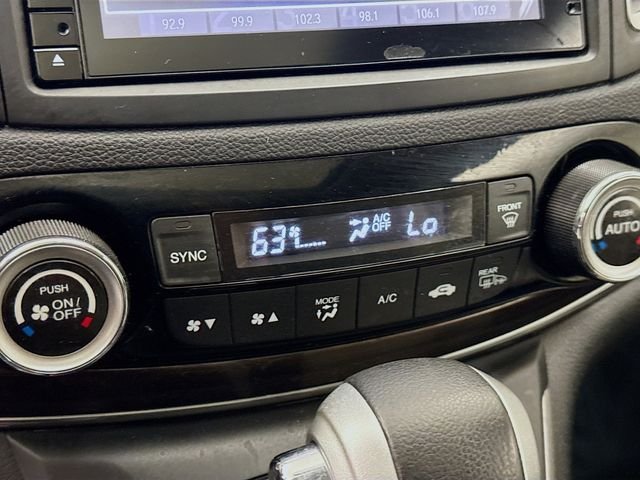 92.9 99.9 102.3 98.1 106.1 107.9
PUSH
ON/
OFF
SYNC
A/C
OFF
Lo
FRONT
PUSH
AUTO
MODE
A/C
REAR